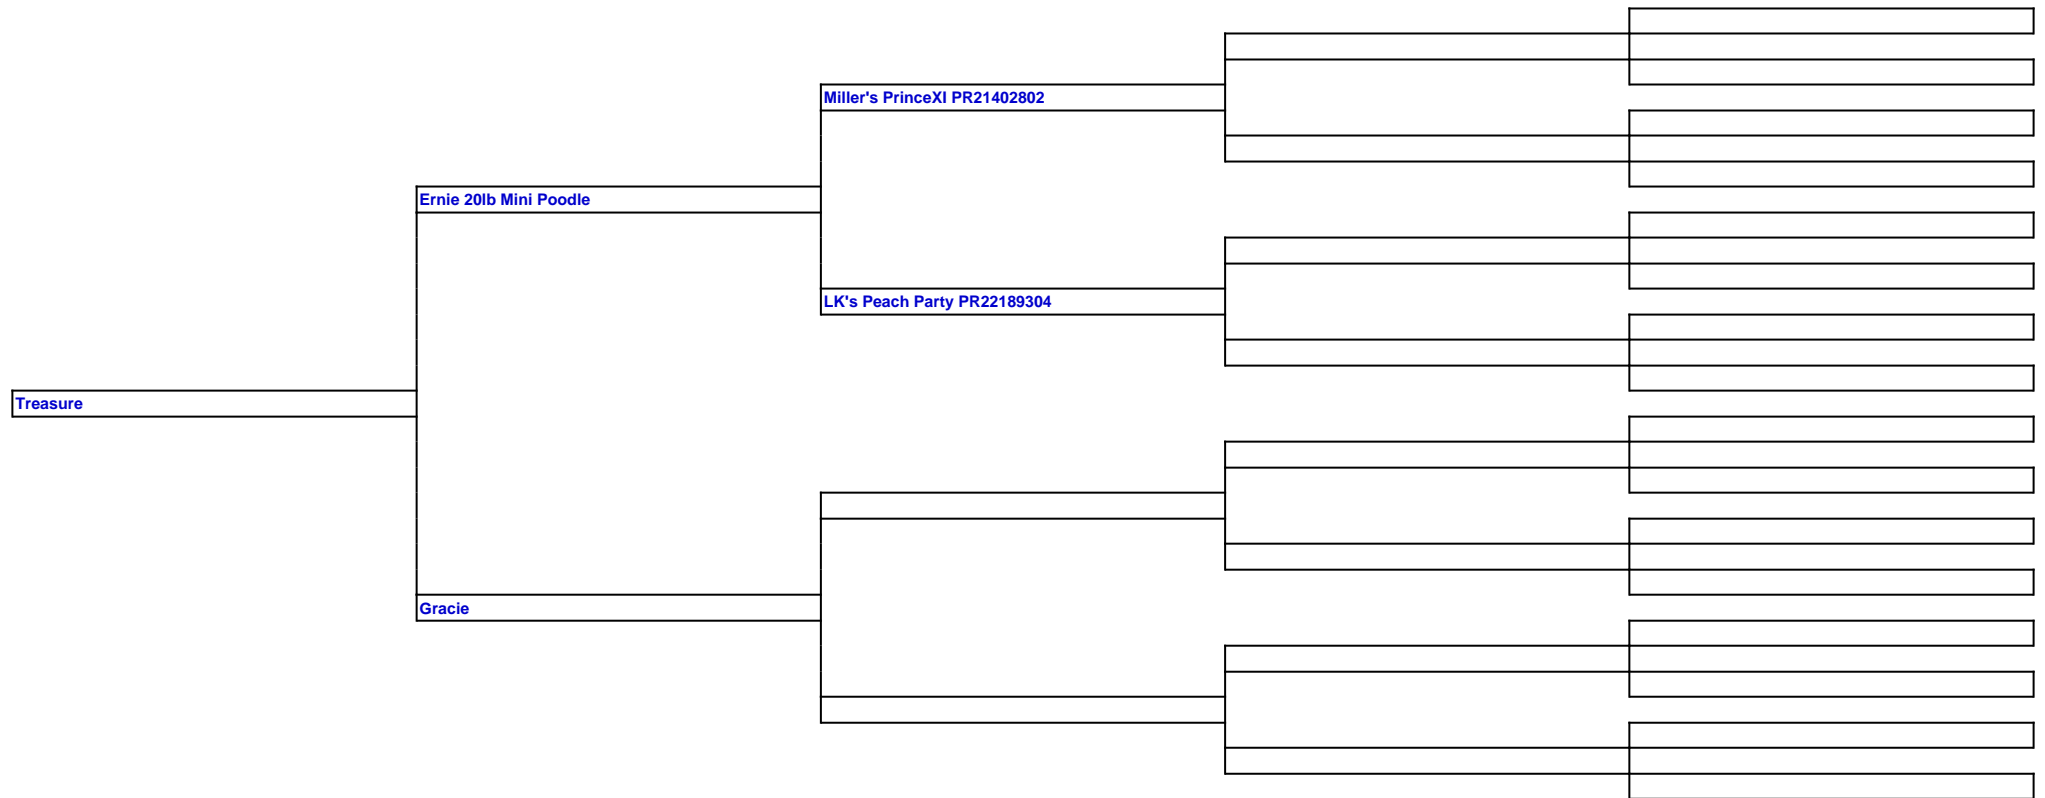 Miller's PrinceXI PR21402802
Ernie 20lb Mini Poodle
LK's Peach Party PR22189304
Treasure
Gracie